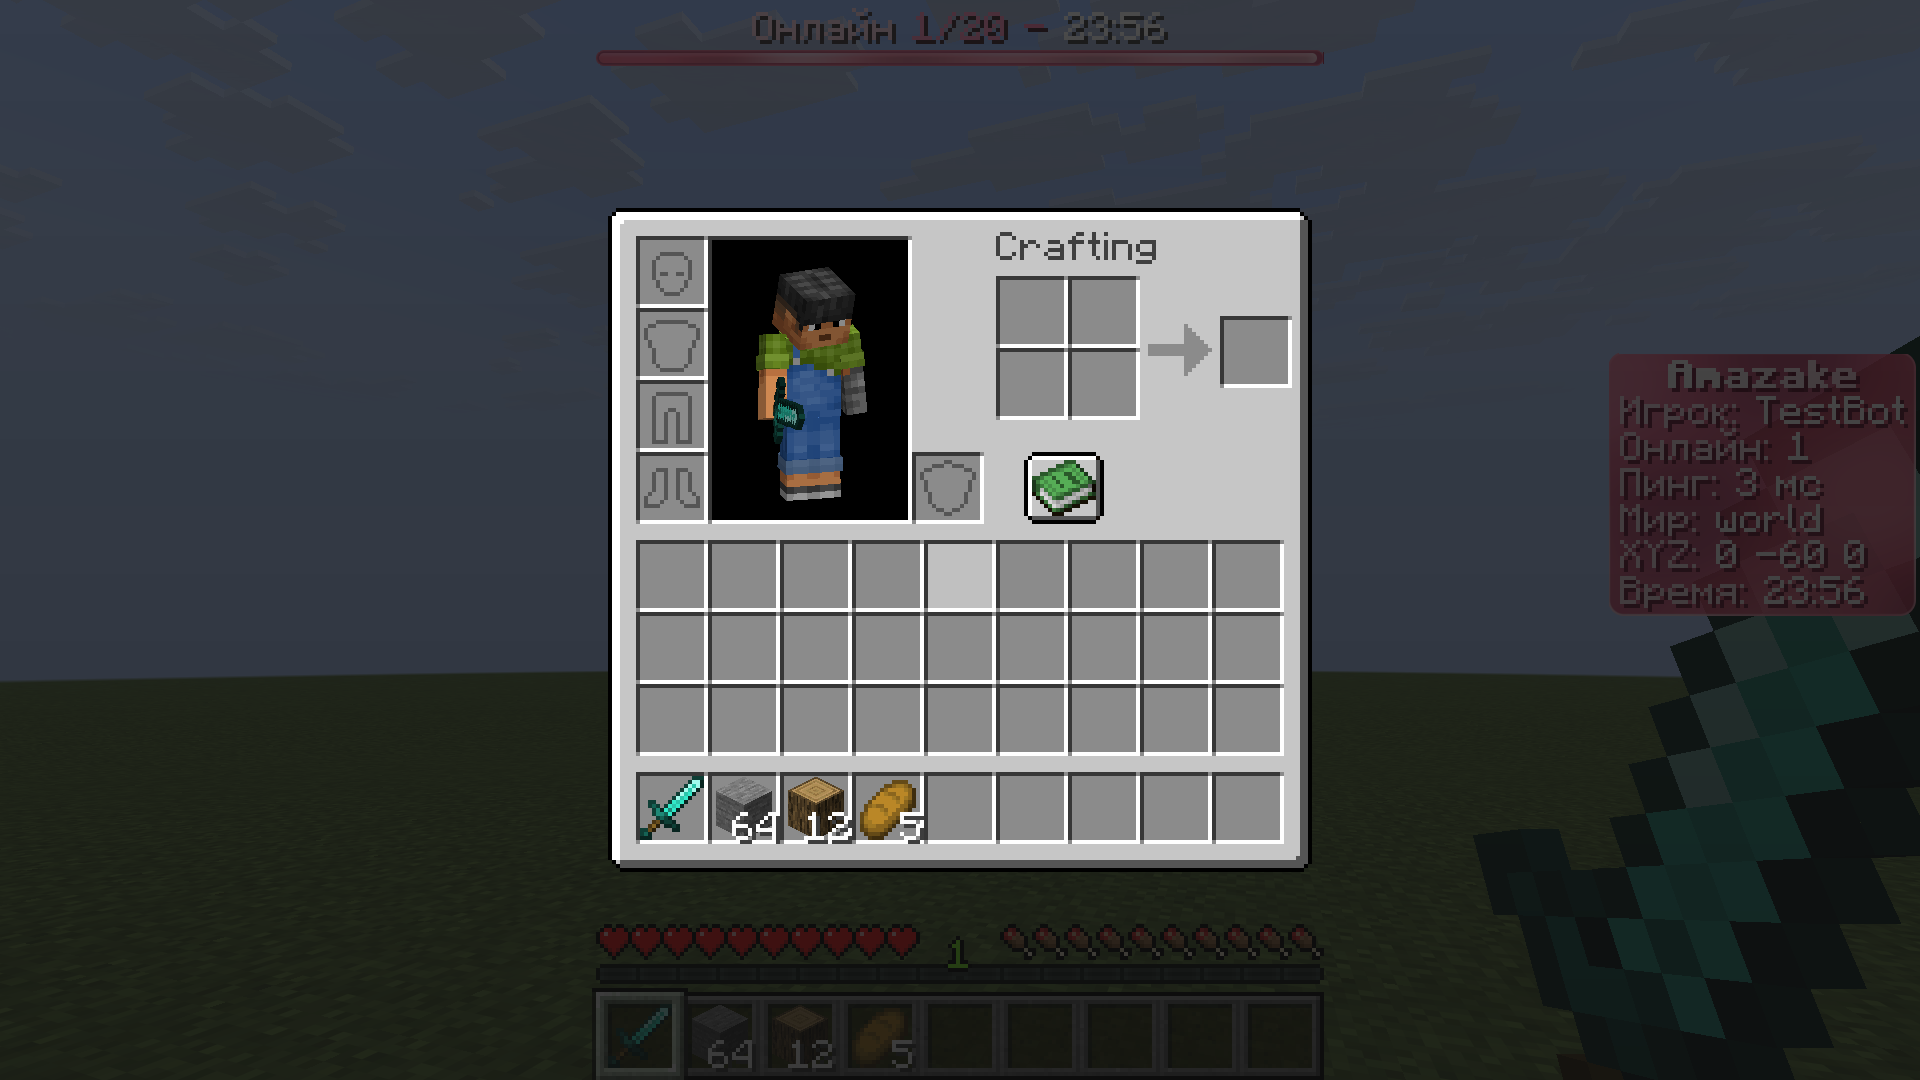 Онлайн 1/20 - 23:56
Crafting
Amazake
Игрок: TestBot
Онлайн: 1
Пинг: 3 мс
Мир: world
XYZ: 0 -60 0
Время: 23:56
64 12 5
1
64 12 5